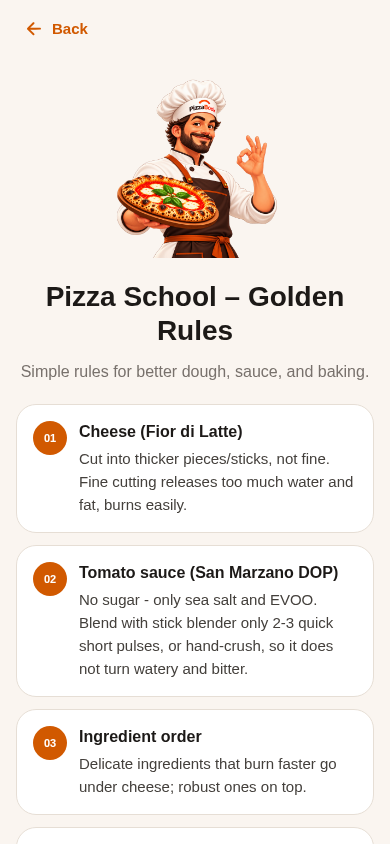 Back
Pizza School – Golden
Rules
Simple rules for better dough, sauce, and baking.
01
Cheese (Fior di Latte)
Cut into thicker pieces/sticks, not fine.
Fine cutting releases too much water and
fat, burns easily.
02
Tomato sauce (San Marzano DOP)
No sugar - only sea salt and EVOO.
Blend with stick blender only 2-3 quick
short pulses, or hand-crush, so it does
not turn watery and bitter.
03
Ingredient order
Delicate ingredients that burn faster go
under cheese; robust ones on top.